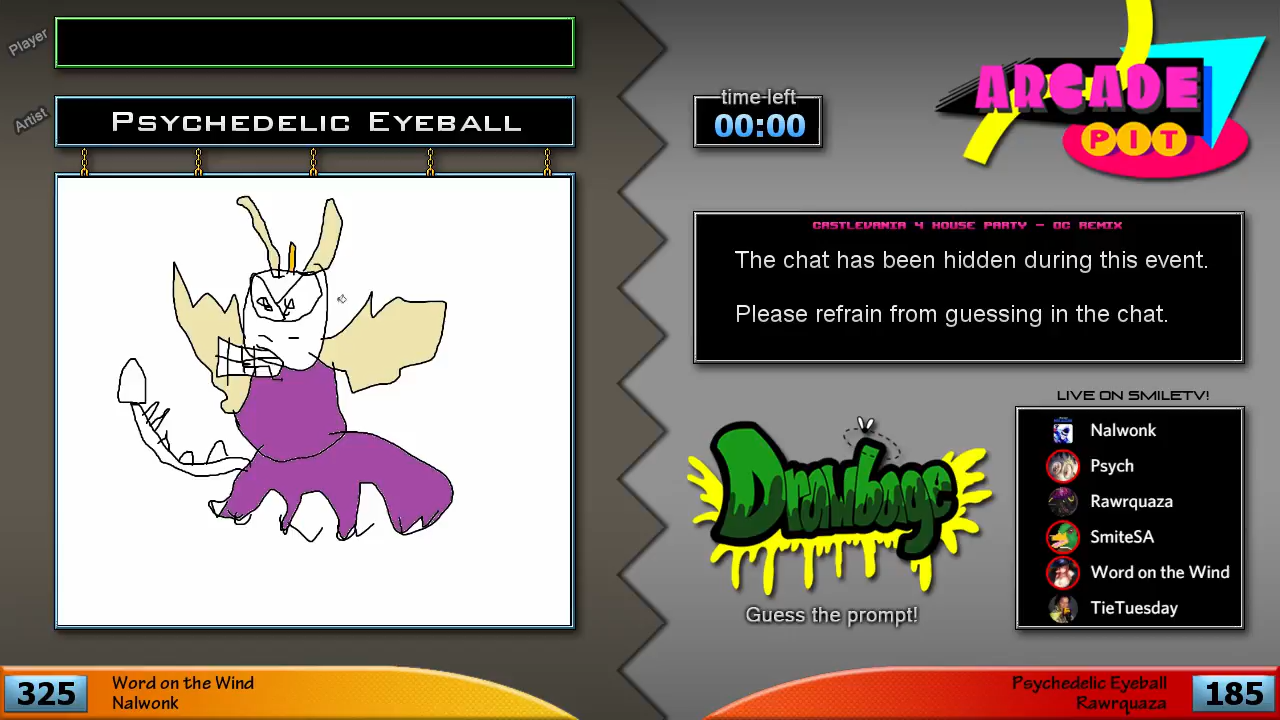 Player
Artist
Psychedelic Eyeball
time left
00:00
ARCADE
PIT
CASTLEVANIA 4 HOUSE PARTY - OC REMIX
The chat has been hidden during this event.
Please refrain from guessing in the chat.
LIVE ON SMILETV!
Nalwonk
Psych
Rawrquaza
SmiteSA
Word on the Wind
TieTuesday
Drawbage
Guess the prompt!
325
Word on the Wind
Nalwonk
Psychedelic Eyeball
Rawrquaza
185